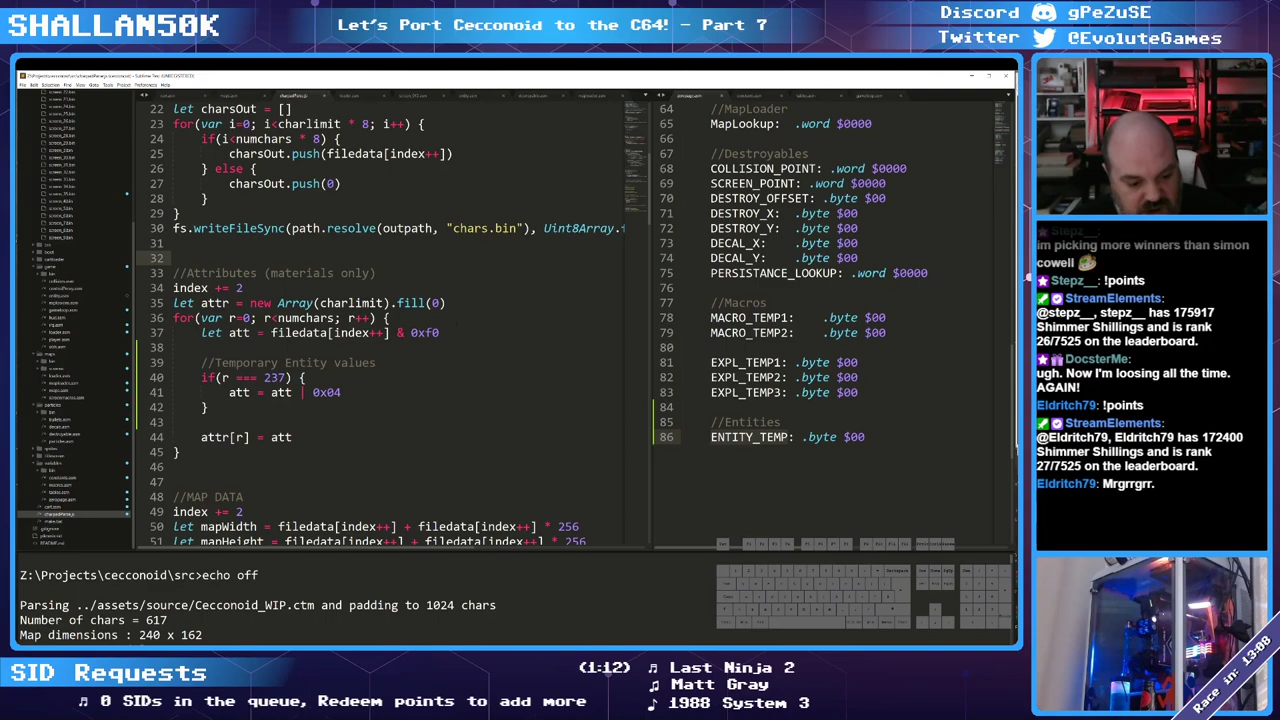 SHALLAN50K
Let's Port Cecconoid to the C64! - Part 7
Discord gPeZuSE
Twitter @EvoluteGames
22 let charsOut = []
23 for(var i=0; i<charlimit * 8; i++) {
24 if(i<numchars * 8) {
25 charsOut.push(filedata[index++])
26 } else {
27 charsOut.push(0)
28 }
29 }
30 fs.writeFileSync(path.resolve(outpath, "chars.bin"), Uint8Array.f
31
32
33 //Attributes (materials only)
34 index += 2
35 let attr = new Array(charlimit).fill(0)
36 for(var r=0; r<numchars; r++) {
37 let att = filedata[index++] & 0xf0
38
39 //Temporary Entity values
40 if(r === 237) {
41 att = att | 0x04
42 }
43
44 attr[r] = att
45 }
46
47
48 //MAP DATA
49 index += 2
50 let mapWidth = filedata[index++] + filedata[index++] * 256
51 let mapHeight = filedata[index++] + filedata[index++] * 256
64 //MapLoader
65 MapLookup: .word $0000
66
67 //Destroyables
68 COLLISION_POINT: .word $0000
69 SCREEN_POINT: .word $0000
70 DESTROY_OFFSET: .byte $00
71 DESTROY_X: .byte $00
72 DESTROY_Y: .byte $00
73 DECAL_X: .byte $00
74 DECAL_Y: .byte $00
75 PERSISTANCE_LOOKUP: .word $0000
76
77 //Macros
78 MACRO_TEMP1: .byte $00
79 MACRO_TEMP2: .byte $00
80
81 EXPL_TEMP1: .byte $00
82 EXPL_TEMP2: .byte $00
83 EXPL_TEMP3: .byte $00
84
85 //Entities
86 ENTITY_TEMP: .byte $00
Z:\Projects\cecconoid\src>echo off
Parsing ../assets/source/Cecconoid_WIP.ctm and padding to 1024 chars
Number of chars = 617
Map dimensions : 240 x 162
Stepz__:
im picking more winners than simon
cowell
Stepz__: !points
StreamElements:
@stepz__, stepz__ has 175917
Shimmer Shillings and is rank
26/7525 on the leaderboard.
DocsterMe:
ugh. Now I'm loosing all the time.
AGAIN!
Eldritch79: !points
StreamElements:
@Eldritch79, Eldritch79 has 172400
Shimmer Shillings and is rank
27/7525 on the leaderboard.
Eldritch79: Mrgrrgrr.
SID Requests
0 SIDs in the queue, Redeem points to add more
(1:12) Last Ninja 2
Matt Gray
1988 System 3
Race in: 13:08